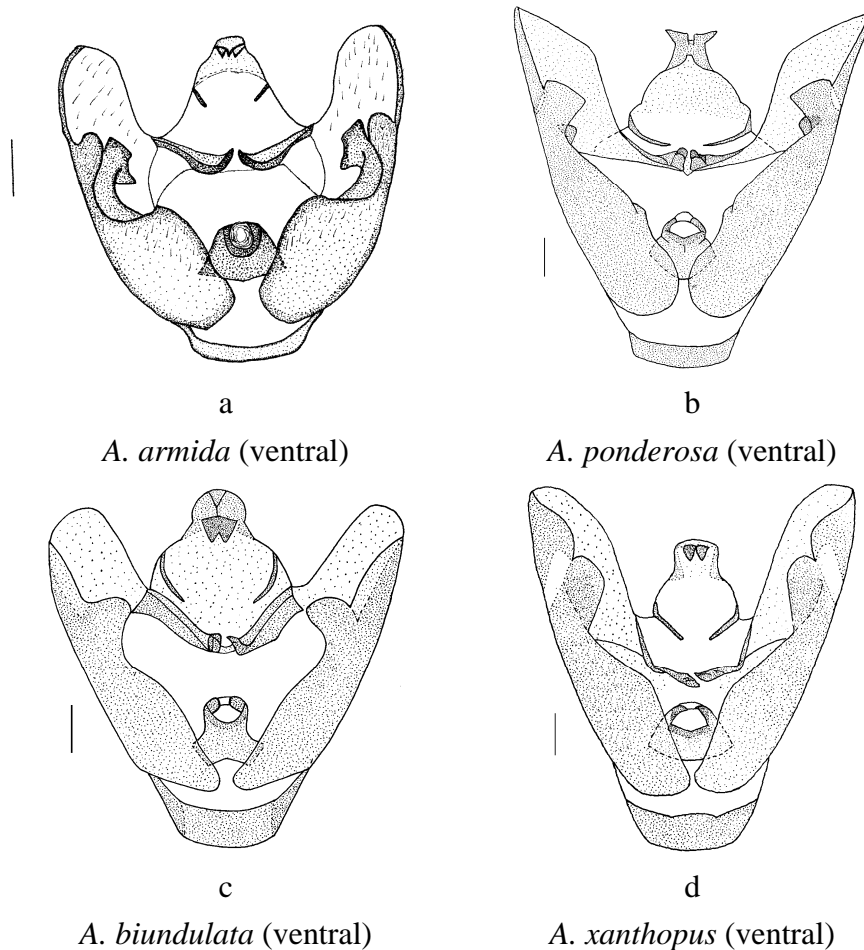 a
b
A. armida (ventral)
A. ponderosa (ventral)
c
d
A. biundulata (ventral)
A. xanthopus (ventral)